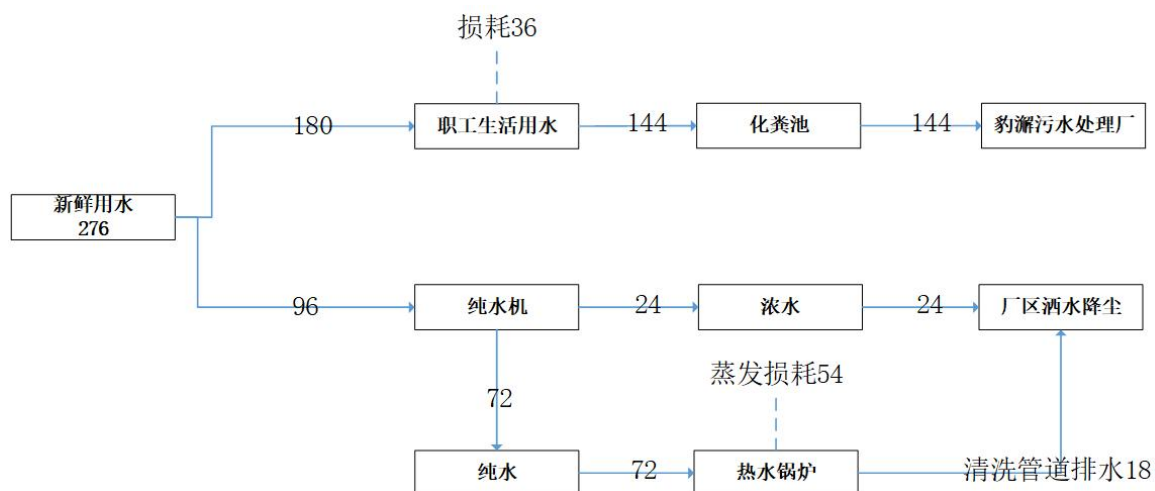 损耗36
180
职工生活用水
144
化粪池
144
豹澥污水处理厂
新鲜用水
276
96
纯水机
24
浓水
24
厂区洒水降尘
72
蒸发损耗54
纯水
72
热水锅炉
清洗管道排水18